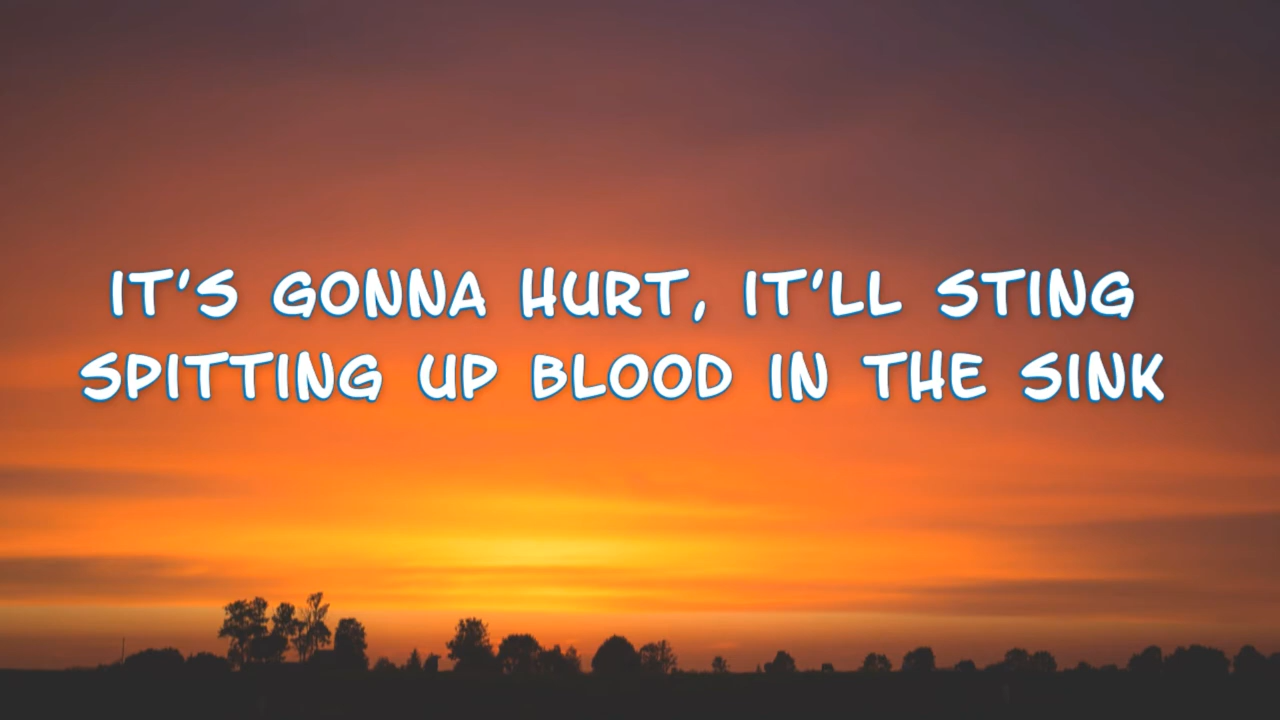 IT'S GONNA HURT, IT'LL STING
SPITTING UP BLOOD IN THE SINK